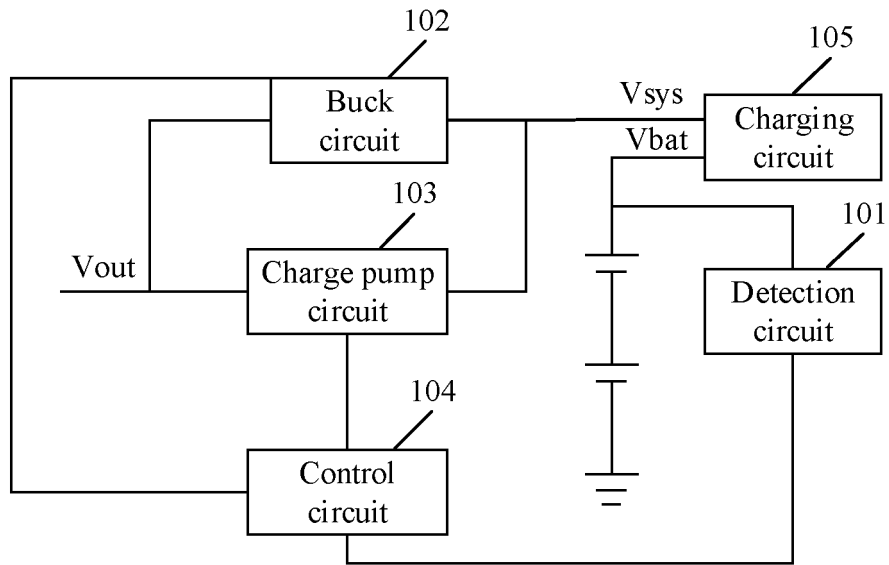 102
105
Buck
circuit
Vsys
Charging
circuit
Vbat
103
101
Vout
Charge pump
circuit
Detection
circuit
104
Control
circuit